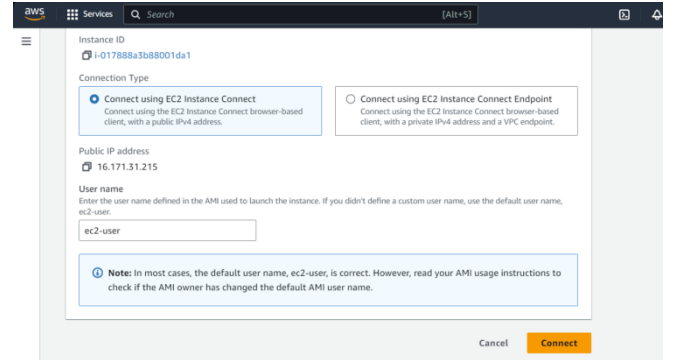 aws Services Search [Alt+S]
Instance ID
i-017888a3b88001da1
Connection Type
Connect using EC2 Instance Connect
Connect using the EC2 Instance Connect browser-based
client, with a public IPv4 address.
Connect using EC2 Instance Connect Endpoint
Connect using the EC2 Instance Connect browser-based
client, with a private IPv4 address and a VPC endpoint.
Public IP address
16.171.31.215
User name
Enter the user name defined in the AMI used to launch the instance. If you didn't define a custom user name, use the default user name,
ec2-user.
ec2-user
Note: In most cases, the default user name, ec2-user, is correct. However, read your AMI usage instructions to
check if the AMI owner has changed the default AMI user name.
Cancel Connect